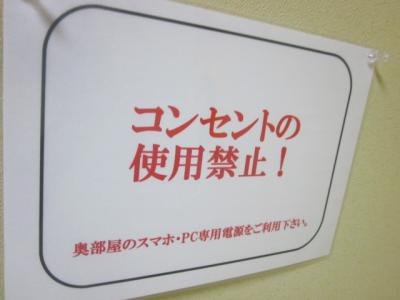 コンセントの
使用禁止！
奥部屋のスマホ・PC専用電源をご利用下さい。